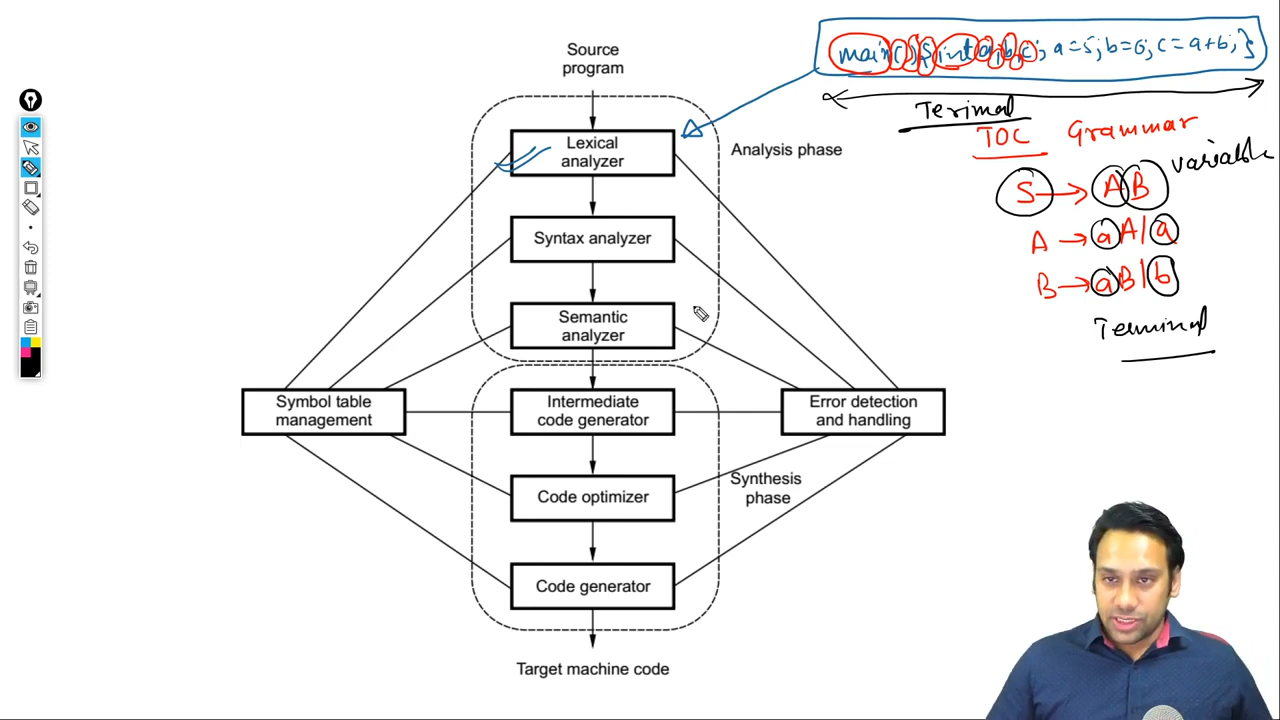 main(){int a,b,c; a=5;b=6;c=a+b;}
Source
program
Terimal
TOC Grammar
Lexical
analyzer
Analysis phase
variable
S→AB
A→aA/a
B→aB/b
Syntax analyzer
Semantic
analyzer
Terminal
Symbol table
management
Intermediate
code generator
Error detection
and handling
Code optimizer
Synthesis
phase
Code generator
Target machine code